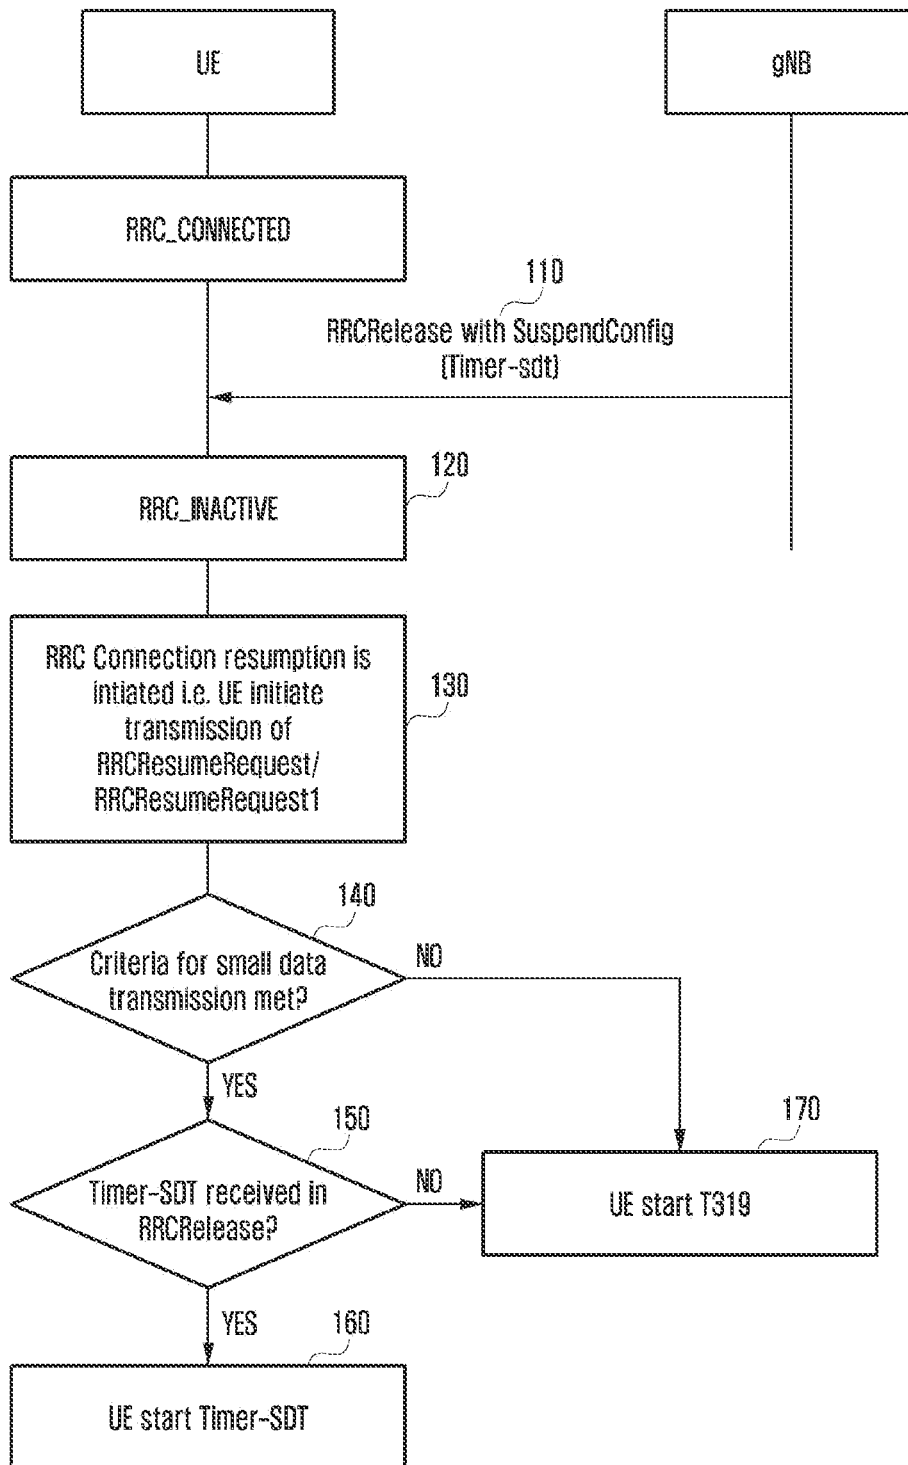 UE
gNB
RRC_CONNECTED
110
RRCRelease with SuspendConfig
(Timer-sdt)
120
RRC_INACTIVE
RRC Connection resumption is
intiated i.e. UE initiate
transmission of
RRCResumeRequest/
RRCResumeRequest1
130
140
Criteria for small data
transmission met?
NO
YES
150
Timer-SDT received in
RRCRelease?
NO
170
UE start T319
YES
160
UE start Timer-SDT